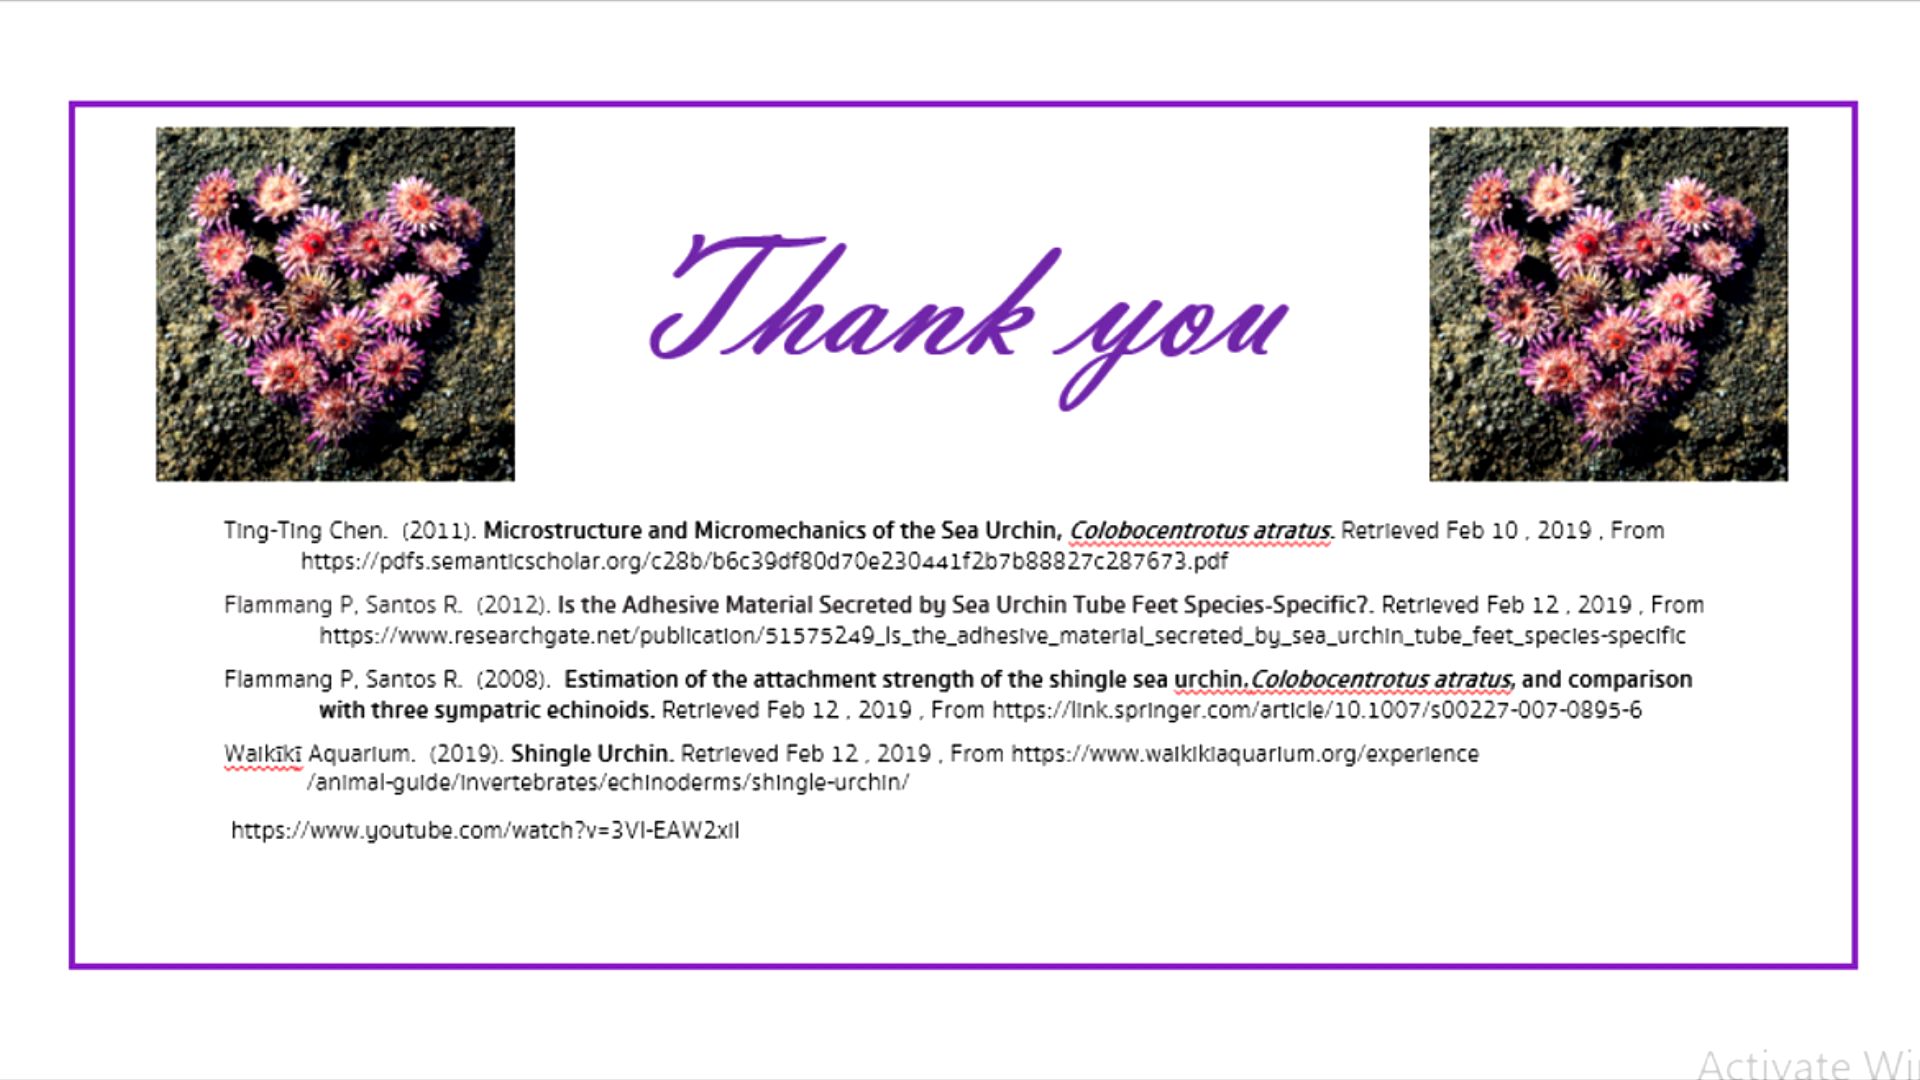 Thank you
Ting-Ting Chen. (2011). Microstructure and Micromechanics of the Sea Urchin, Colobocentrotus atratus. Retrieved Feb 10 , 2019 , From
https://pdfs.semanticscholar.org/c28b/b6c39df80d70e230441f2b7b88827c287673.pdf
Flammang P, Santos R. (2012). Is the Adhesive Material Secreted by Sea Urchin Tube Feet Species-Specific?. Retrieved Feb 12 , 2019 , From
https://www.researchgate.net/publication/51575249_Is_the_adhesive_material_secreted_by_sea_urchin_tube_feet_species-specific
Flammang P, Santos R. (2008). Estimation of the attachment strength of the shingle sea urchin,Colobocentrotus atratus, and comparison
with three sympatric echinoids. Retrieved Feb 12 , 2019 , From https://link.springer.com/article/10.1007/s00227-007-0895-6
Waikīkī Aquarium. (2019). Shingle Urchin. Retrieved Feb 12 , 2019 , From https://www.waikikiaquarium.org/experience
/animal-guide/invertebrates/echinoderms/shingle-urchin/
https://www.youtube.com/watch?v=3VI-EAW2xiI
Activate Wi